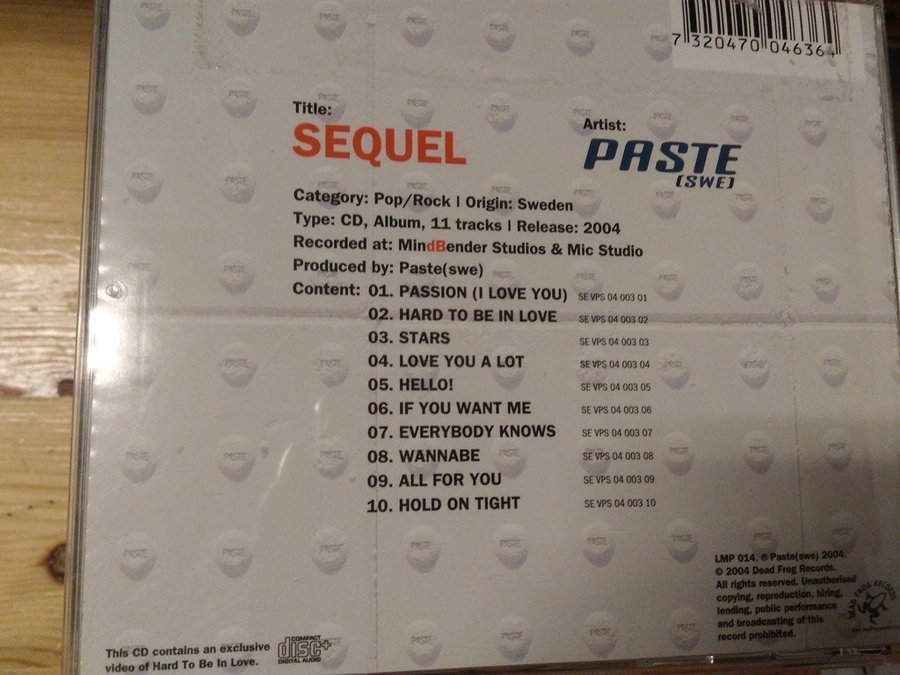 7 320470 046364
Title:
SEQUEL
Artist:
PASTE
[SWE]
Category: Pop/Rock | Origin: Sweden
Type: CD, Album, 11 tracks | Release: 2004
Recorded at: MindBender Studios & Mic Studio
Produced by: Paste(swe)
Content: 01. PASSION (I LOVE YOU) SE VPS 04 003 01
02. HARD TO BE IN LOVE SE VPS 04 003 02
03. STARS SE VPS 04 003 03
04. LOVE YOU A LOT SE VPS 04 003 04
05. HELLO! SE VPS 04 003 05
06. IF YOU WANT ME SE VPS 04 003 06
07. EVERYBODY KNOWS SE VPS 04 003 07
08. WANNABE SE VPS 04 003 08
09. ALL FOR YOU SE VPS 04 003 09
10. HOLD ON TIGHT SE VPS 04 003 10
LMP 014. ℗ Paste(swe) 2004.
© 2004 Dead Frog Records.
All rights reserved. Unauthorised
copying, reproduction, hiring,
lending, public performance
and broadcasting of this
record prohibited.
DEAD FROG RECORDS
This CD contains an exclusive
video of Hard To Be In Love.
COMPACT
disc+
DIGITAL AUDIO